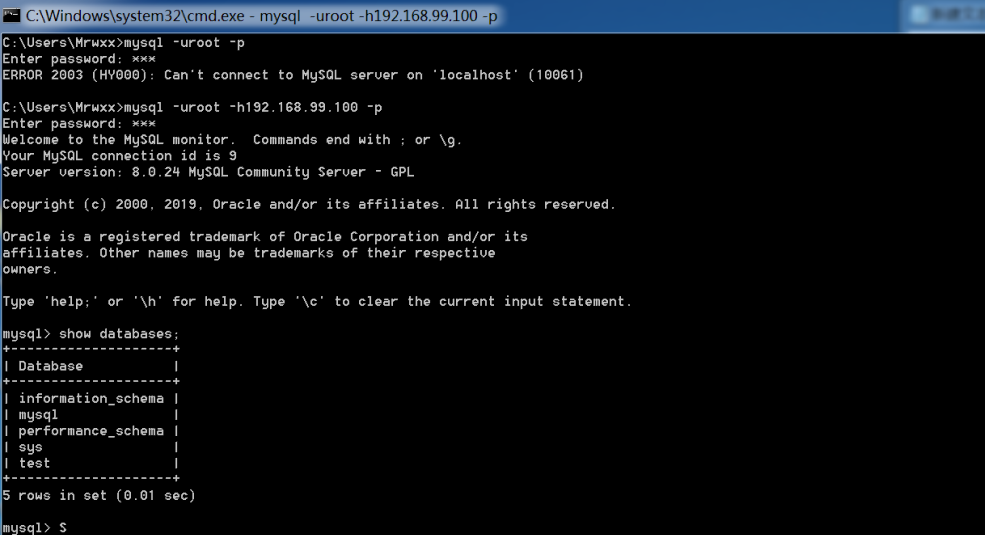 C:\Windows\system32\cmd.exe - mysql  -uroot -h192.168.99.100 -p
C:\Users\Mrwxx>mysql -uroot -p
Enter password: ***
ERROR 2003 (HY000): Can't connect to MySQL server on 'localhost' (10061)
C:\Users\Mrwxx>mysql -uroot -h192.168.99.100 -p
Enter password: ***
Welcome to the MySQL monitor.  Commands end with ; or \g.
Your MySQL connection id is 9
Server version: 8.0.24 MySQL Community Server - GPL
Copyright (c) 2000, 2019, Oracle and/or its affiliates. All rights reserved.
Oracle is a registered trademark of Oracle Corporation and/or its
affiliates. Other names may be trademarks of their respective
owners.
Type 'help;' or '\h' for help. Type '\c' to clear the current input statement.
mysql> show databases;
+--------------------+
| Database           |
+--------------------+
| information_schema |
| mysql              |
| performance_schema |
| sys                |
| test               |
+--------------------+
5 rows in set (0.01 sec)
mysql> S